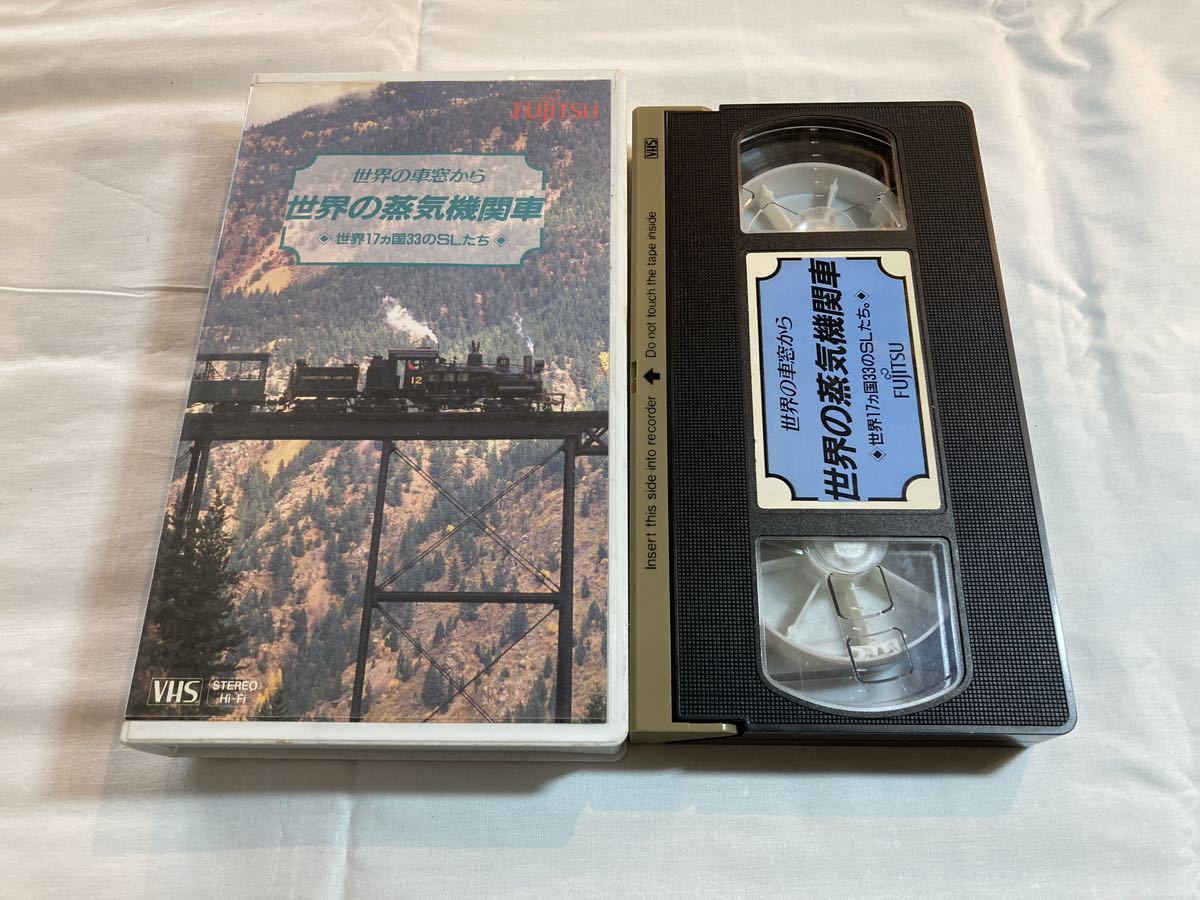 FUJITSU
世界の車窓から
世界の蒸気機関車
◆世界17ヵ国33のSLたち◆
12
VHS
STEREO
Hi-Fi
VHS
Insert this side into recorder ↑ Do not touch the tape inside
世界の車窓から
世界の蒸気機関車
◆世界17ヵ国33のSLたち。◆
FUJITSU